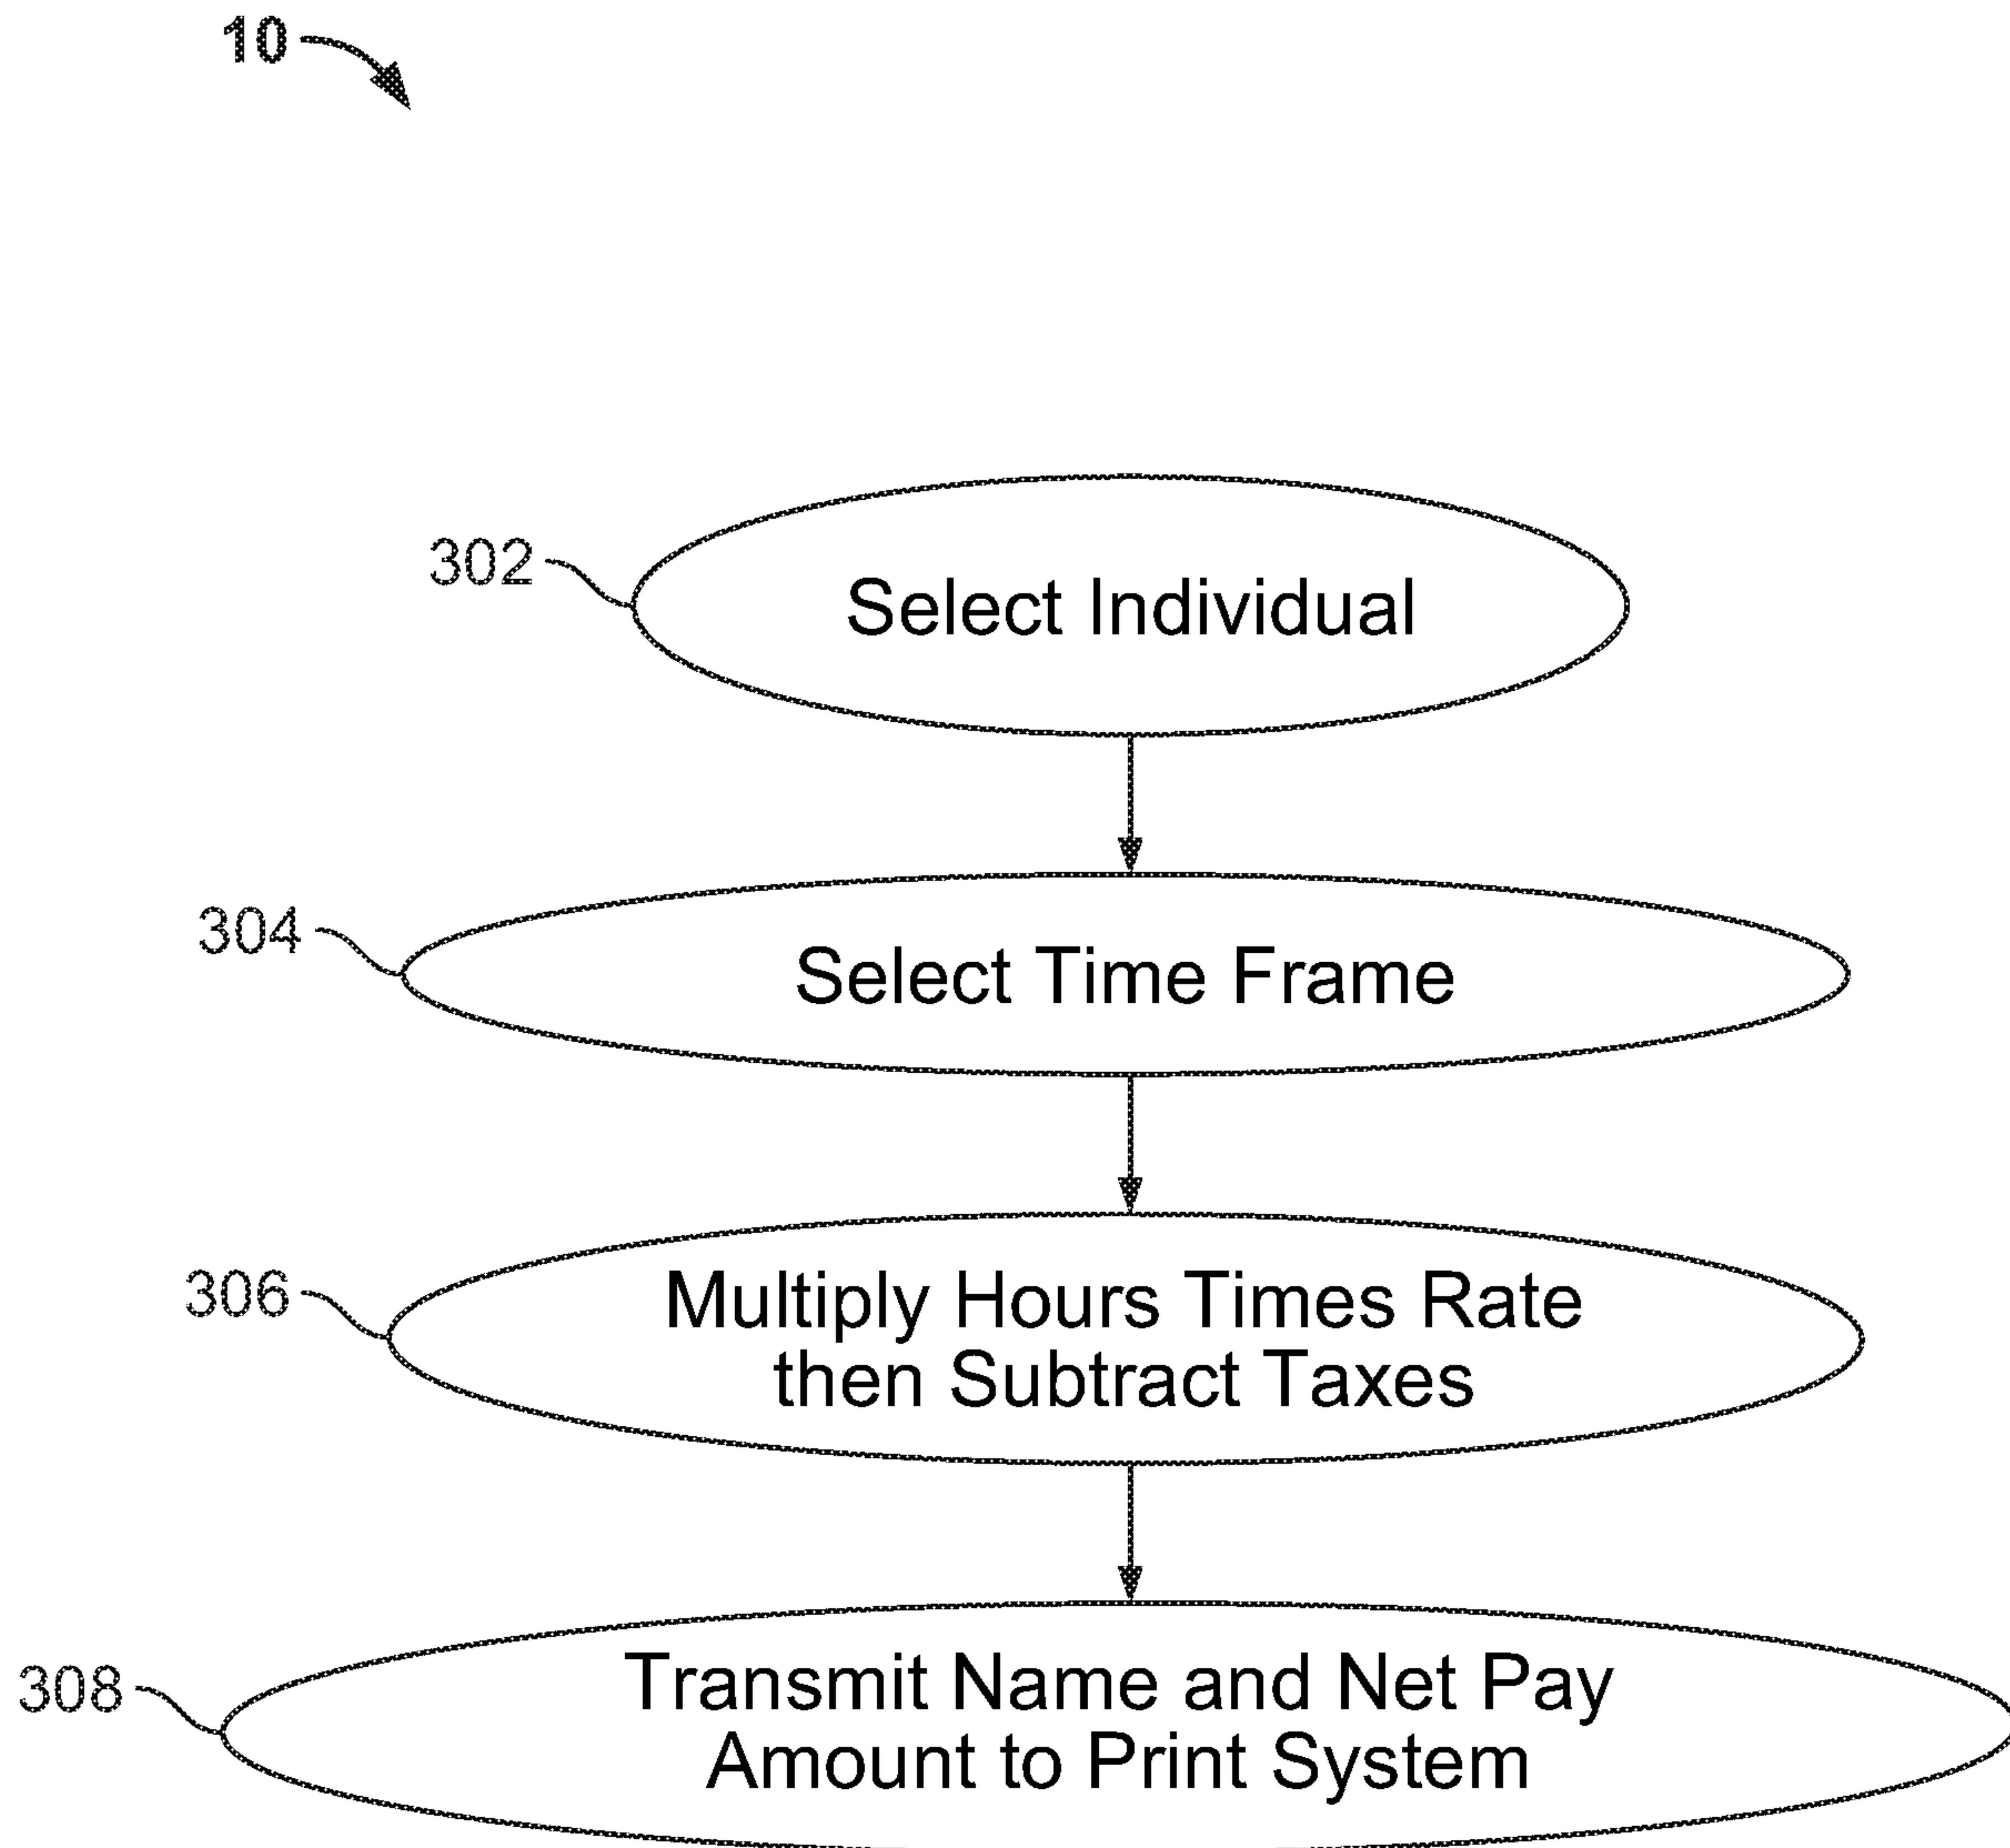 10
302
Select Individual
304
Select Time Frame
306
Multiply Hours Times Rate
then Subtract Taxes
308
Transmit Name and Net Pay
Amount to Print System